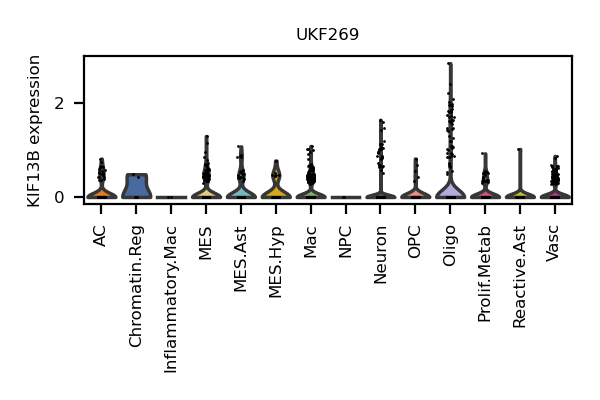 UKF269
KIF13B expression
2
0
AC
Chromatin.Reg
Inflammatory.Mac
MES
MES.Ast
MES.Hyp
Mac
NPC
Neuron
OPC
Oligo
Prolif.Metab
Reactive.Ast
Vasc